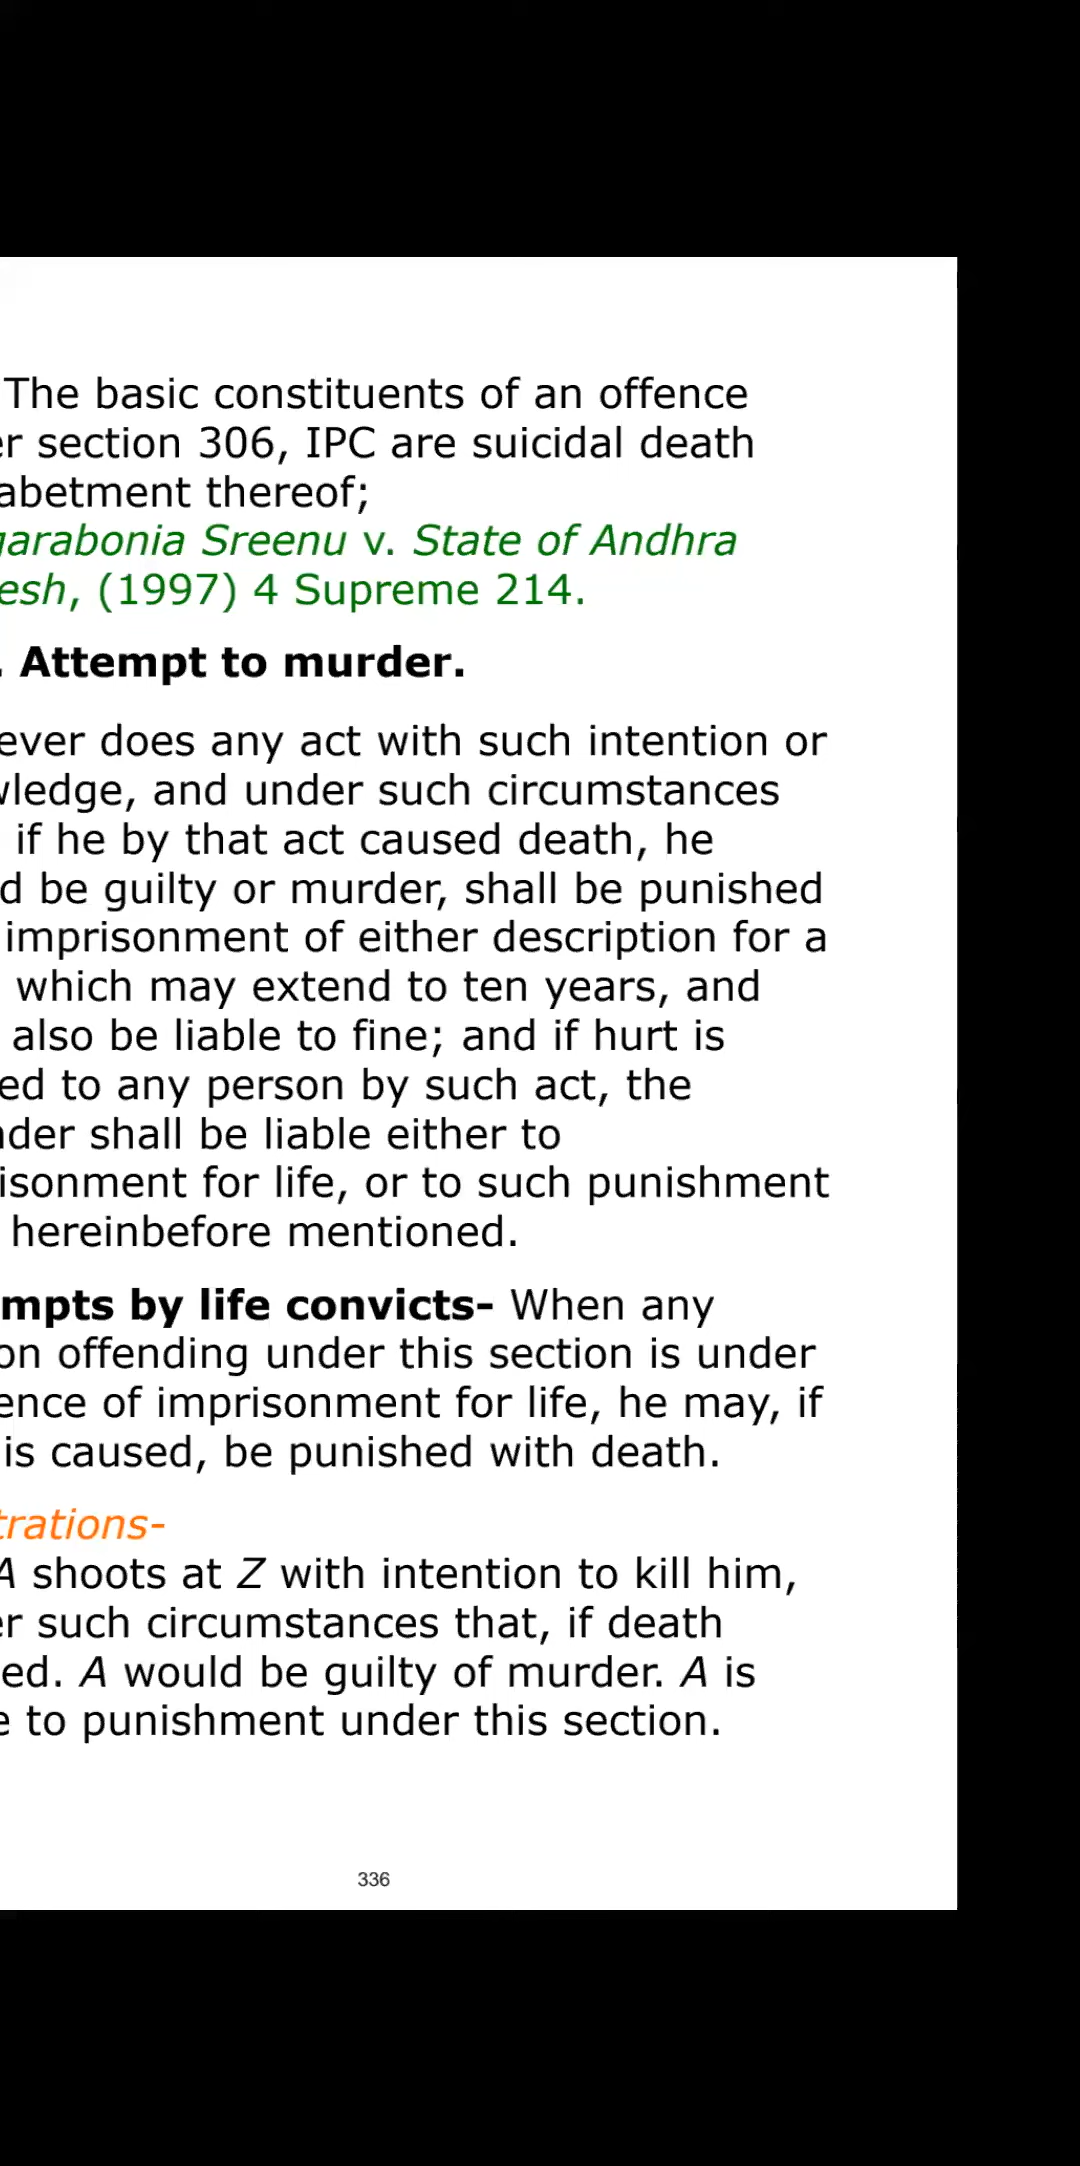 The basic constituents of an offence
er section 306, IPC are suicidal death
abetment thereof;
garabonia Sreenu v. State of Andhra
esh, (1997) 4 Supreme 214.
. Attempt to murder.
ever does any act with such intention or
wledge, and under such circumstances
if he by that act caused death, he
d be guilty or murder, shall be punished
imprisonment of either description for a
which may extend to ten years, and
also be liable to fine; and if hurt is
ed to any person by such act, the
nder shall be liable either to
isonment for life, or to such punishment
hereinbefore mentioned.
mpts by life convicts- When any
on offending under this section is under
ence of imprisonment for life, he may, if
is caused, be punished with death.
trations-
A shoots at Z with intention to kill him,
er such circumstances that, if death
ed. A would be guilty of murder. A is
e to punishment under this section.
336